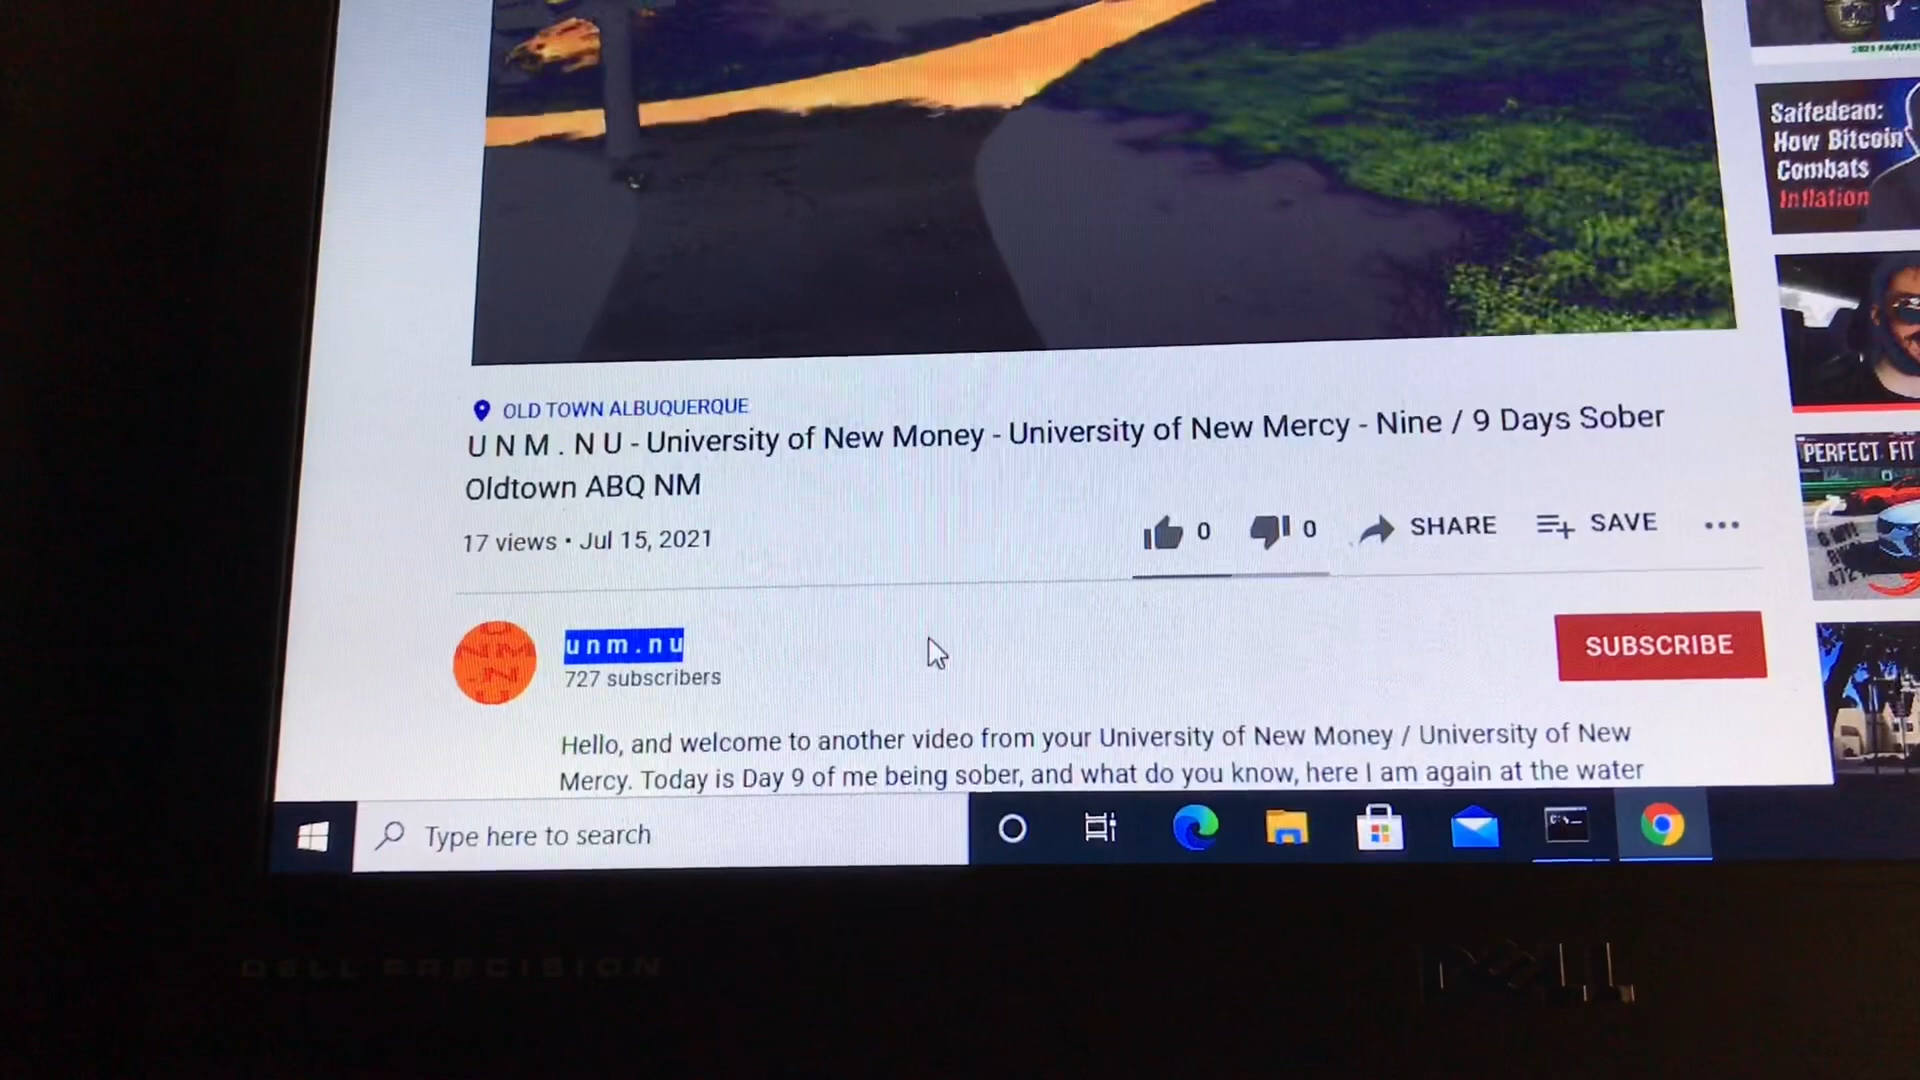 2021 FANTASY
Saifedean:
How Bitcoin
Combats
Inflation
PERFECT FIT
OLD TOWN ALBUQUERQUE
U N M . N U - University of New Money - University of New Mercy - Nine / 9 Days Sober
Oldtown ABQ NM
17 views • Jul 15, 2021
0
0
SHARE
SAVE
NM
.N
unm.nu
727 subscribers
SUBSCRIBE
Hello, and welcome to another video from your University of New Money / University of New
Mercy. Today is Day 9 of me being sober, and what do you know, here I am again at the water
Type here to search
DELL PRECISION
DELL